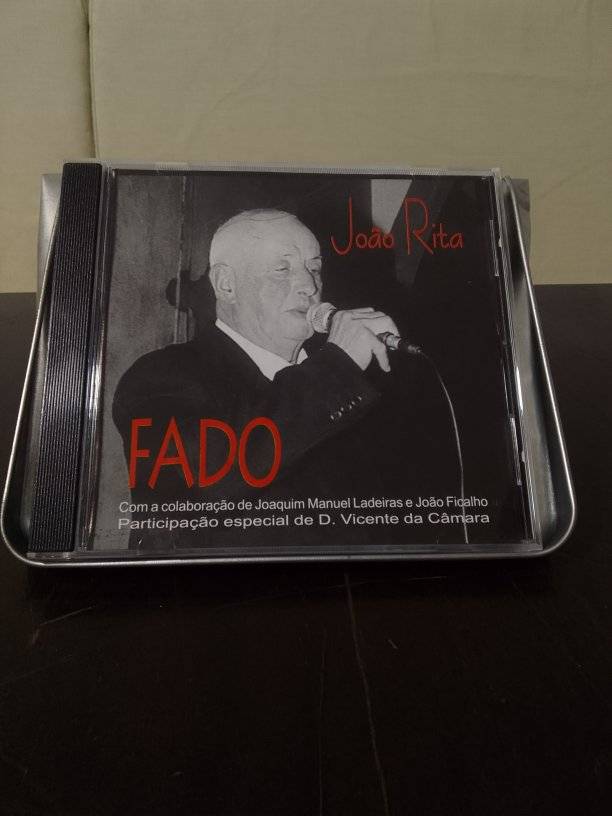 João Rita
FADO
Com a colaboração de Joaquim Manuel Ladeiras e João Ficalho
Participação especial de D. Vicente da Câmara